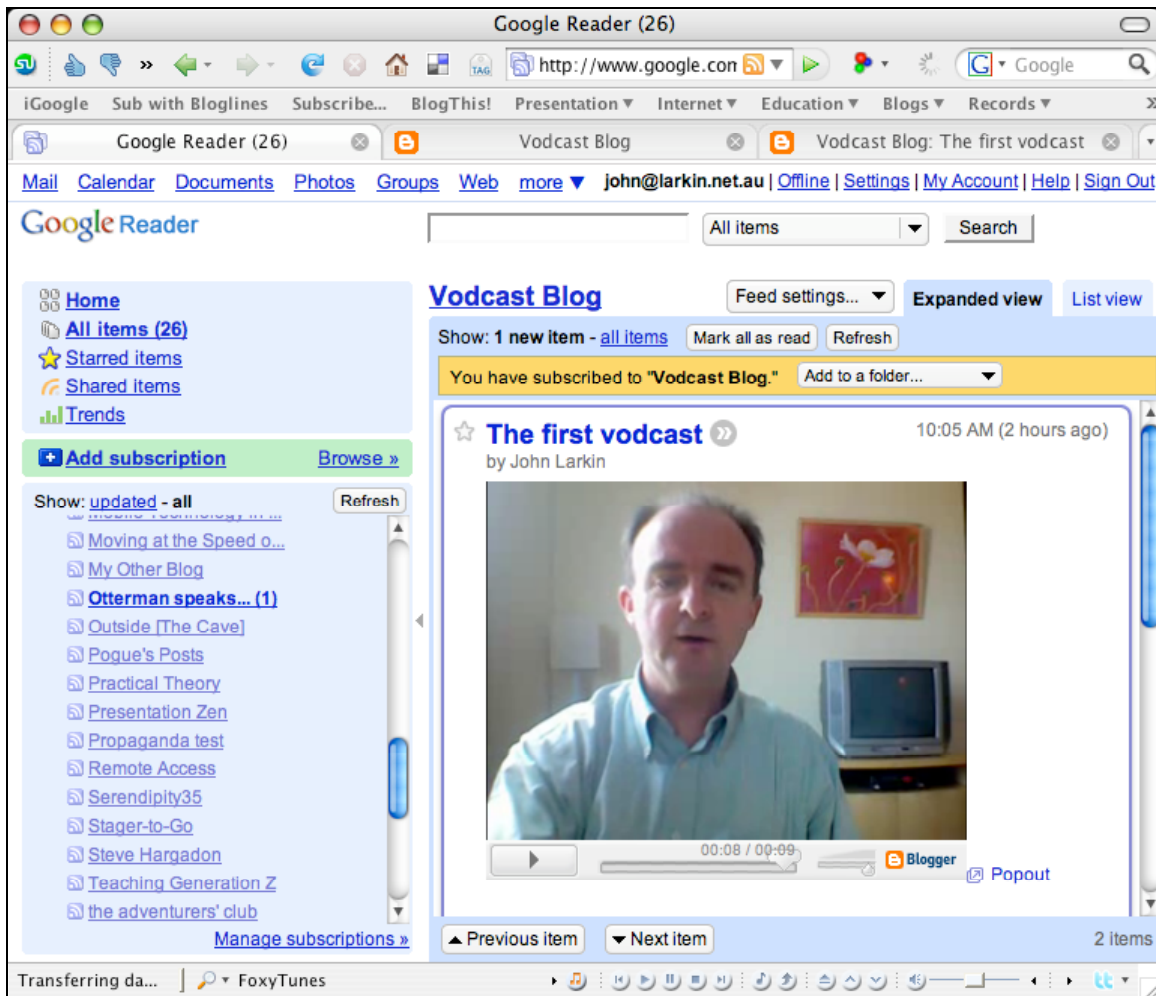 Google Reader (26)
» TAG http://www.google.con G Google
iGoogle Sub with Bloglines Subscribe... BlogThis! Presentation Internet Education Blogs Records »
Google Reader (26) Vodcast Blog Vodcast Blog: The first vodcast
Mail Calendar Documents Photos Groups Web more john@larkin.net.au | Offline | Settings | My Account | Help | Sign Out
Google Reader All items Search
Home
All items (26)
Starred items
Shared items
Trends
Add subscription Browse »
Show: updated - all Refresh
Moving at the Speed o...
My Other Blog
Otterman speaks... (1)
Outside [The Cave]
Pogue's Posts
Practical Theory
Presentation Zen
Propaganda test
Remote Access
Serendipity35
Stager-to-Go
Steve Hargadon
Teaching Generation Z
the adventurers' club
Manage subscriptions »
Vodcast Blog Feed settings... Expanded view List view
Show: 1 new item - all items Mark all as read Refresh
You have subscribed to "Vodcast Blog." Add to a folder...
The first vodcast » 10:05 AM (2 hours ago)
by John Larkin
00:08 / 00:09
Blogger
Popout
Previous item Next item 2 items
Transferring da... FoxyTunes tt